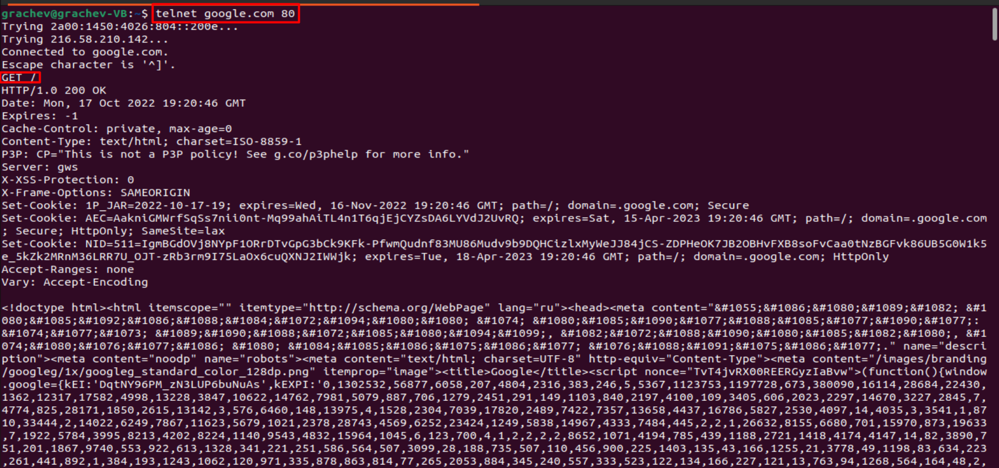 grachev@grachev-VB:~$ telnet google.com 80
Trying 2a00:1450:4026:804::200e...
Trying 216.58.210.142...
Connected to google.com.
Escape character is '^]'.
GET /
HTTP/1.0 200 OK
Date: Mon, 17 Oct 2022 19:20:46 GMT
Expires: -1
Cache-Control: private, max-age=0
Content-Type: text/html; charset=ISO-8859-1
P3P: CP="This is not a P3P policy! See g.co/p3phelp for more info."
Server: gws
X-XSS-Protection: 0
X-Frame-Options: SAMEORIGIN
Set-Cookie: 1P_JAR=2022-10-17-19; expires=Wed, 16-Nov-2022 19:20:46 GMT; path=/; domain=.google.com; Secure
Set-Cookie: AEC=AakniGMWrfSqSs7nii0nt-Mq99ahAiTL4n1T6qjEjCYZsDA6LYVdJ2UvRQ; expires=Sat, 15-Apr-2023 19:20:46 GMT; path=/; domain=.google.com
; Secure; HttpOnly; SameSite=lax
Set-Cookie: NID=511=IgmBGdOVj8NYpF1ORrDTvGpG3bCk9KFk-PfwmQudnf83MU86Mudv9b9DQHCizlxMyWeJJ84jCS-ZDPHeOK7JB2OBHvFXB8soFvCaa0tNzBGFvk86UB5G0W1k5
e_5kZk2MRnM36LRR7U_OJT-zRb3rm9I75LaOx6cuQXNJ2IWWjk; expires=Tue, 18-Apr-2023 19:20:46 GMT; path=/; domain=.google.com; HttpOnly
Accept-Ranges: none
Vary: Accept-Encoding
<!doctype html><html itemscope="" itemtype="http://schema.org/WebPage" lang="ru"><head><meta content="&#1055;&#1086;&#1080;&#1089;&#1082; &#1
080;&#1085;&#1092;&#1086;&#1088;&#1084;&#1072;&#1094;&#1080;&#1080; &#1074; &#1080;&#1085;&#1090;&#1077;&#1088;&#1085;&#1077;&#1090;&#1077;:
&#1074;&#1077;&#1073; &#1089;&#1090;&#1088;&#1072;&#1085;&#1080;&#1094;&#1099;, &#1082;&#1072;&#1088;&#1090;&#1080;&#1085;&#1082;&#1080;, &#1
074;&#1080;&#1076;&#1077;&#1086; &#1080; &#1084;&#1085;&#1086;&#1075;&#1086;&#1077; &#1076;&#1088;&#1091;&#1075;&#1086;&#1077;." name="descri
ption"><meta content="noodp" name="robots"><meta content="text/html; charset=UTF-8" http-equiv="Content-Type"><meta content="/images/branding
/googleg/1x/googleg_standard_color_128dp.png" itemprop="image"><title>Google</title><script nonce="TvT4jvRX00REERGyzIaBvw">(function(){window
.google={kEI:'DqtNY96PM_zN3LUP6buNuAs',kEXPI:'0,1302532,56877,6058,207,4804,2316,383,246,5,5367,1123753,1197728,673,380090,16114,28684,22430,
1362,12317,17582,4998,13228,3847,10622,14762,7981,5079,887,706,1279,2451,291,149,1103,840,2197,4100,109,3405,606,2023,2297,14670,3227,2845,7,
4774,825,28171,1850,2615,13142,3,576,6460,148,13975,4,1528,2304,7039,17820,2489,7422,7357,13658,4437,16786,5827,2530,4097,14,4035,3,3541,1,87
10,33444,2,14022,6249,7867,11623,5679,1021,2378,28743,4569,6252,23424,1249,5838,14967,4333,7484,445,2,2,1,26632,8155,6680,701,15970,873,19633
,7,1922,5784,3995,8213,4202,8224,1140,9543,4832,15964,1045,6,123,700,4,1,2,2,2,2,8652,1071,4194,785,439,1188,2721,1418,4174,4147,14,82,3890,7
51,201,1867,9740,553,922,613,1328,341,221,251,586,564,507,3099,28,188,735,507,110,456,900,225,1403,135,43,166,1255,21,3778,49,1198,83,634,223
,261,441,892,1,384,193,1243,1062,120,971,335,878,863,814,77,265,2053,884,345,240,557,333,523,122,134,166,227,121,13,763,94,1268,564,164,48,2,